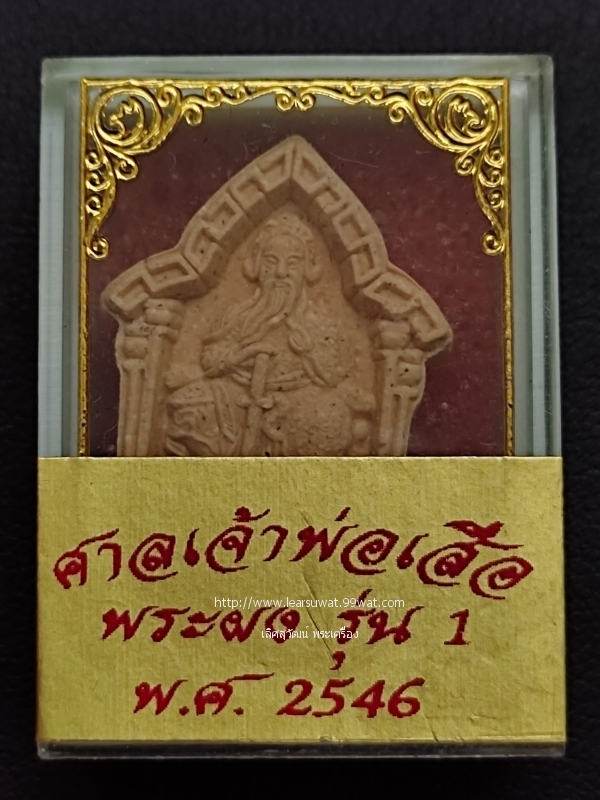 ศาลเจ้าพ่อเสือ
http://www.learsuwat.99wat.com/
พระผง รุ่น 1
เลิศสุวัฒน์ พระเครื่อง
พ.ศ. 2546